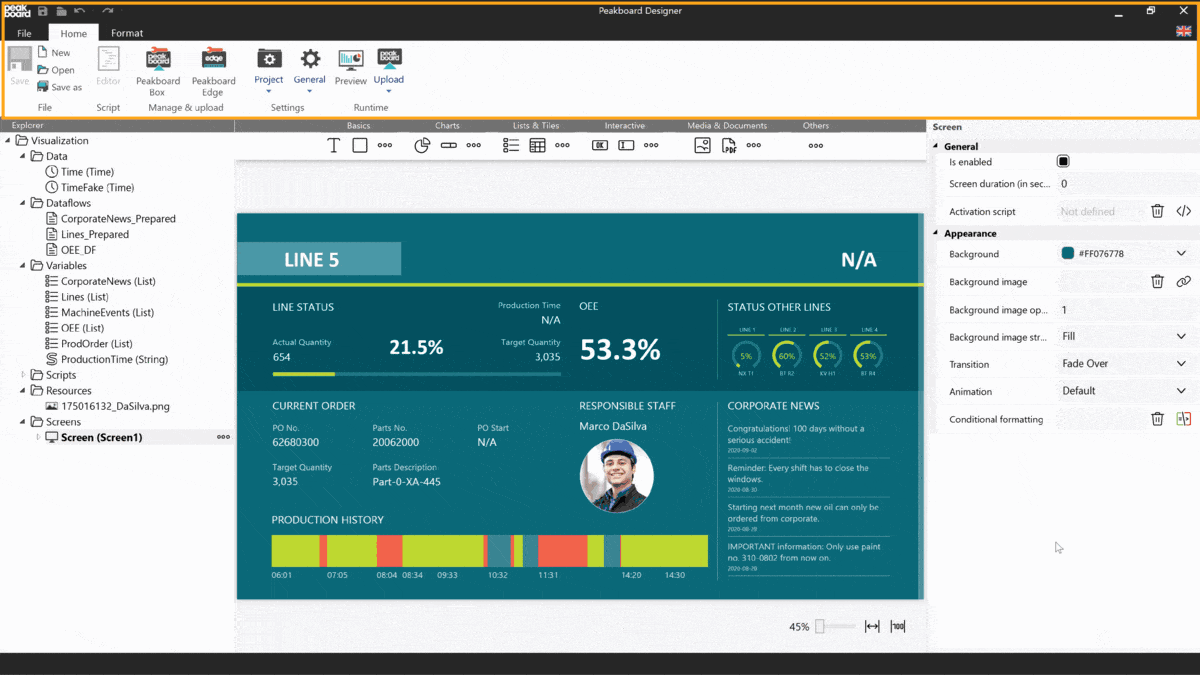 peak board
Peakboard Designer
File Home Format
Save
New
Open
Save as
Editor
peak board
Peakboard Box
edge
Peakboard Edge
Project
General
Preview
peak board
Upload
File Script Manage & upload Settings Runtime
Explorer
Visualization
Data
Time (Time)
TimeFake (Time)
Dataflows
CorporateNews_Prepared
Lines_Prepared
OEE_DF
Variables
CorporateNews (List)
Lines (List)
MachineEvents (List)
OEE (List)
ProdOrder (List)
ProductionTime (String)
Scripts
Resources
175016132_DaSilva.png
Screens
Screen (Screen1)
Basics Charts Lists & Tiles Interactive Media & Documents Others
OK
PDF
LINE 5
N/A
LINE STATUS
Production Time
N/A
Actual Quantity
654
21.5%
Target Quantity
3,035
OEE
53.3%
STATUS OTHER LINES
LINE 1 LINE 2 LINE 3 LINE 4
5% 60% 52% 53%
NX T1 BT R2 KV H1 BT R4
CURRENT ORDER
PO No. Parts No. PO Start
62680300 20062000 N/A
Target Quantity Parts Description
3,035 Part-0-XA-445
RESPONSIBLE STAFF
Marco DaSilva
CORPORATE NEWS
Congratulations! 100 days without a
serious accident!
2020-09-02
Reminder: Every shift has to close the
windows.
2020-08-30
Starting next month new oil can only be
ordered from corporate.
2020-08-29
IMPORTANT information: Only use paint
no. 310-0802 from now on.
2020-08-20
PRODUCTION HISTORY
06:01 07:05 08:04 08:34 09:33 10:32 11:31 14:20 14:30
45%
100
Screen
General
Is enabled
Screen duration (in sec... 0
Activation script Not defined
Appearance
Background #FF076778
Background image
Background image op... 1
Background image str... Fill
Transition Fade Over
Animation Default
Conditional formatting